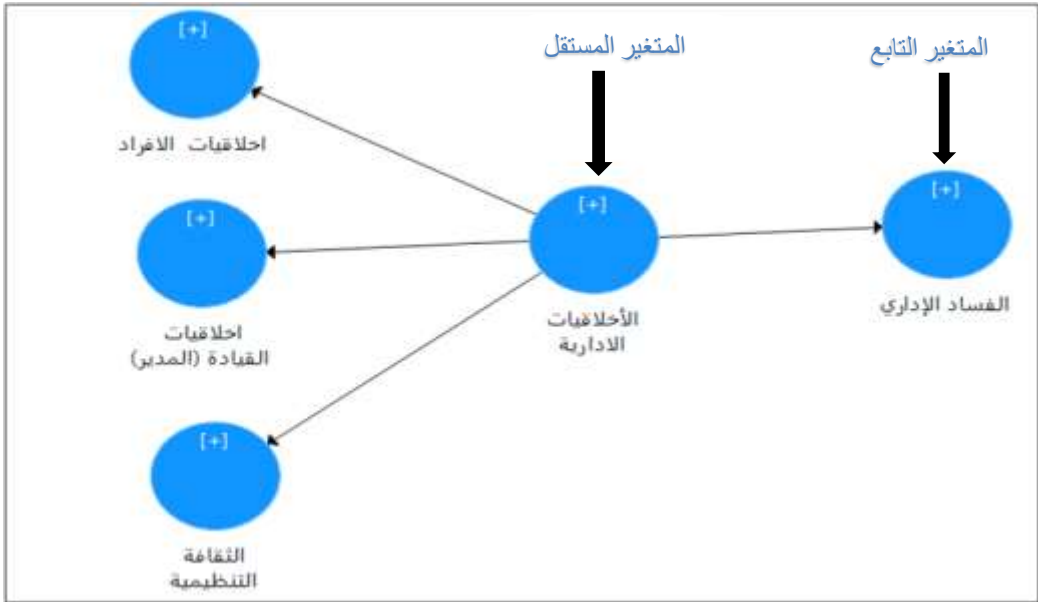 [+]
المتغير المستقل
المتغير التابع
احلاقيات الافراد
[+]
[+]
[+]
احلاقيات
القيادة (المدير)
الأخلاقيات
الادارية
الفساد الإداري
[+]
الثقافة
التنظيمية